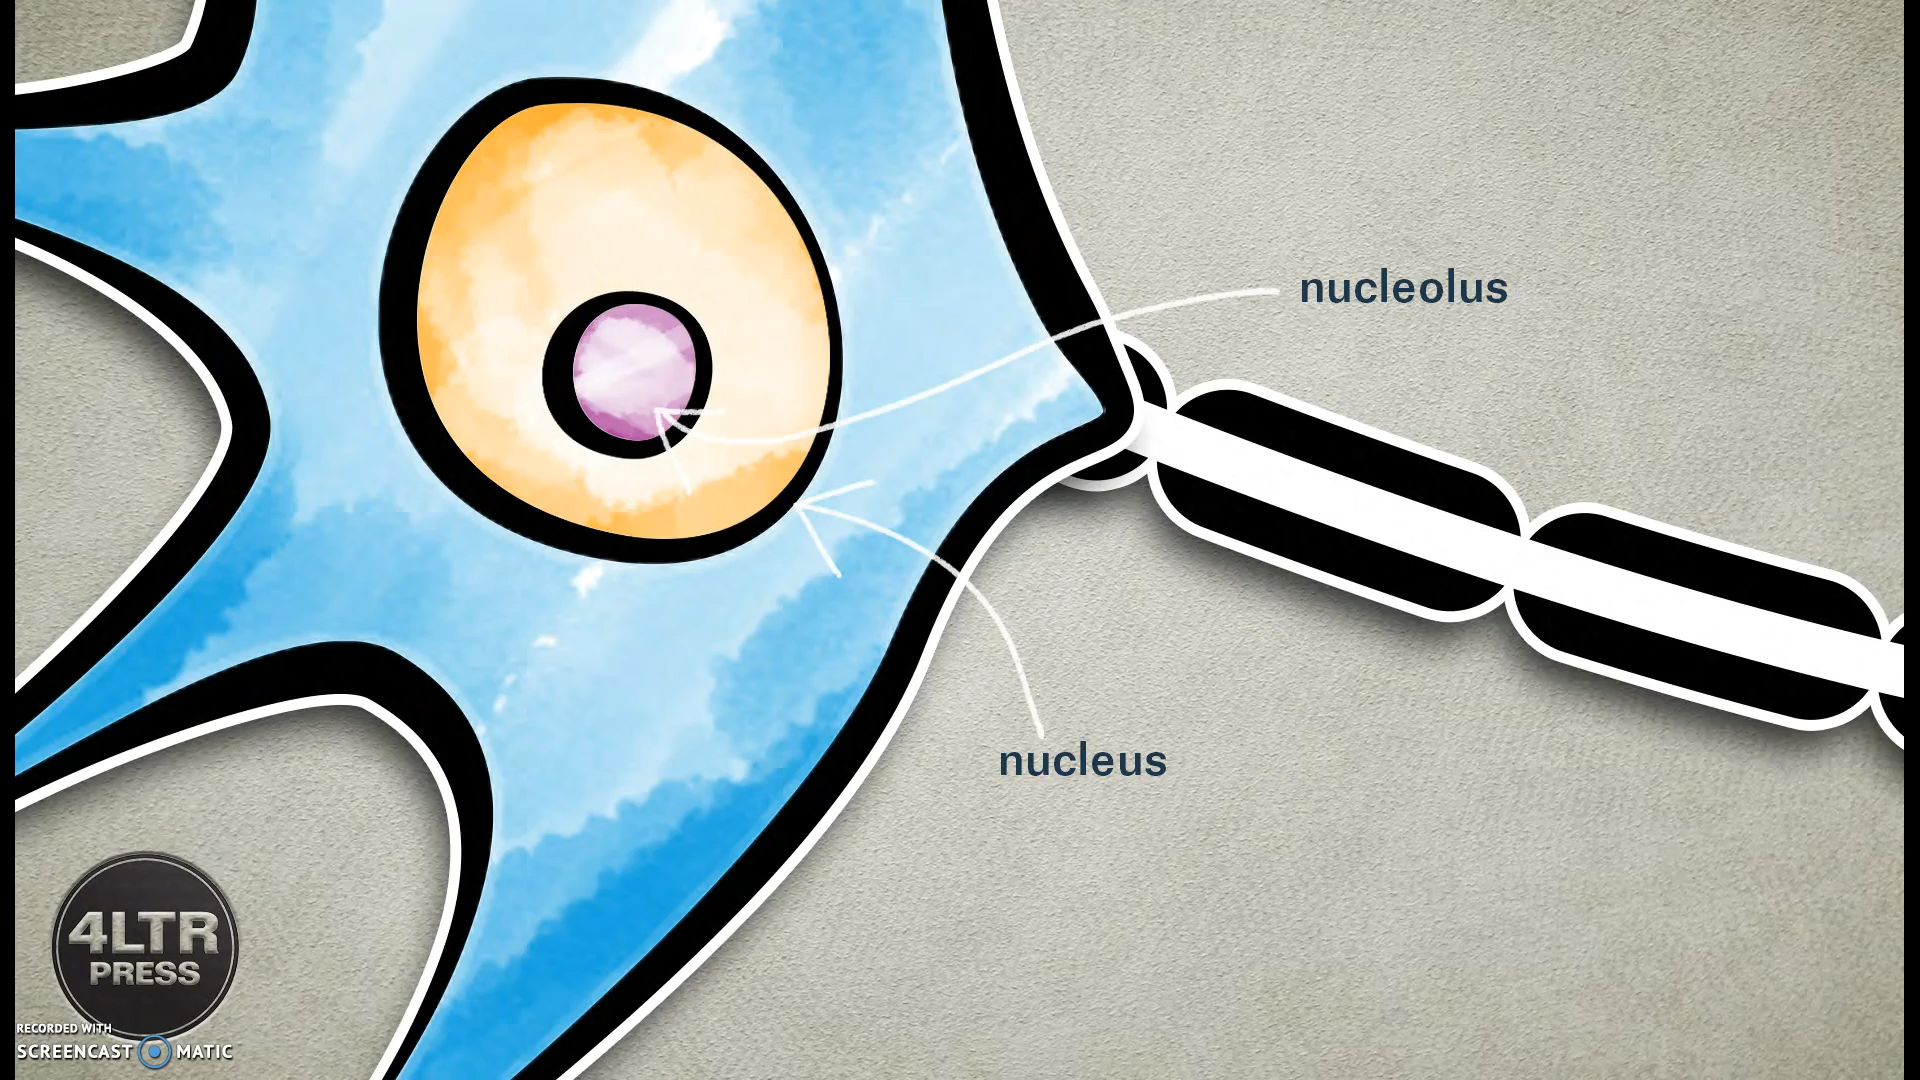 nucleolus
nucleus
4LTR
PRESS
RECORDED WITH
SCREENCAST MATIC